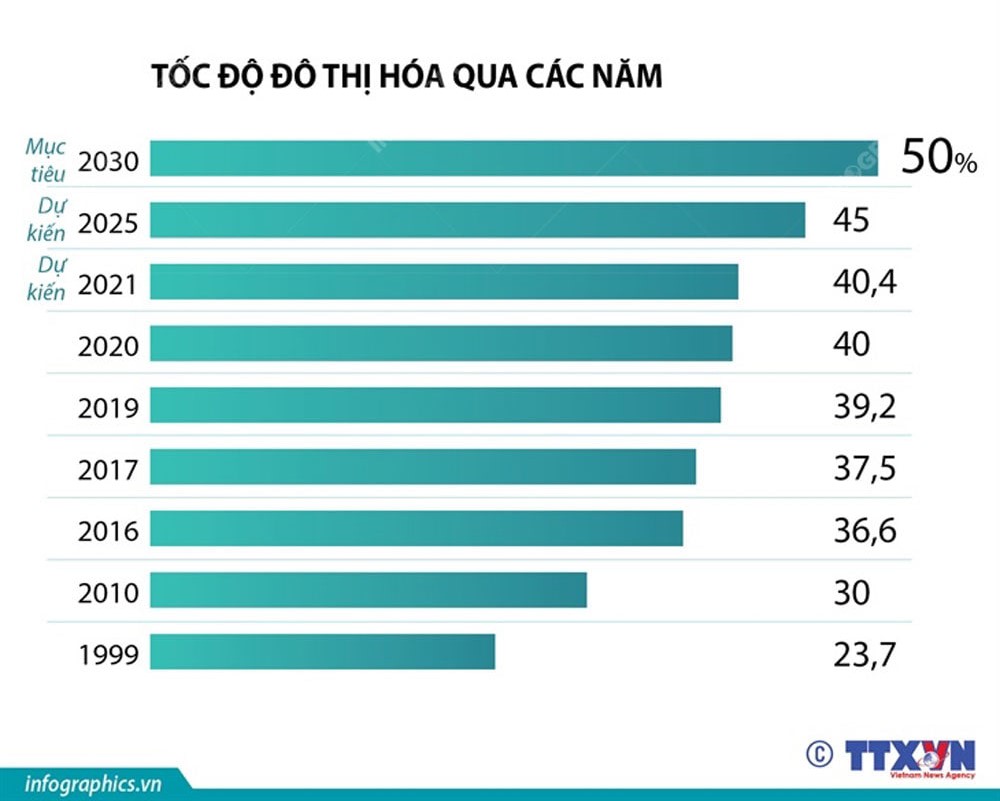 TỐC ĐỘ ĐÔ THỊ HÓA QUA CÁC NĂM
Mục
tiêu 2030 50%
Dự
kiến 2025 45
Dự
kiến 2021 40,4
2020 40
2019 39,2
2017 37,5
2016 36,6
2010 30
1999 23,7
© TTXVN
Vietnam News Agency
infographics.vn